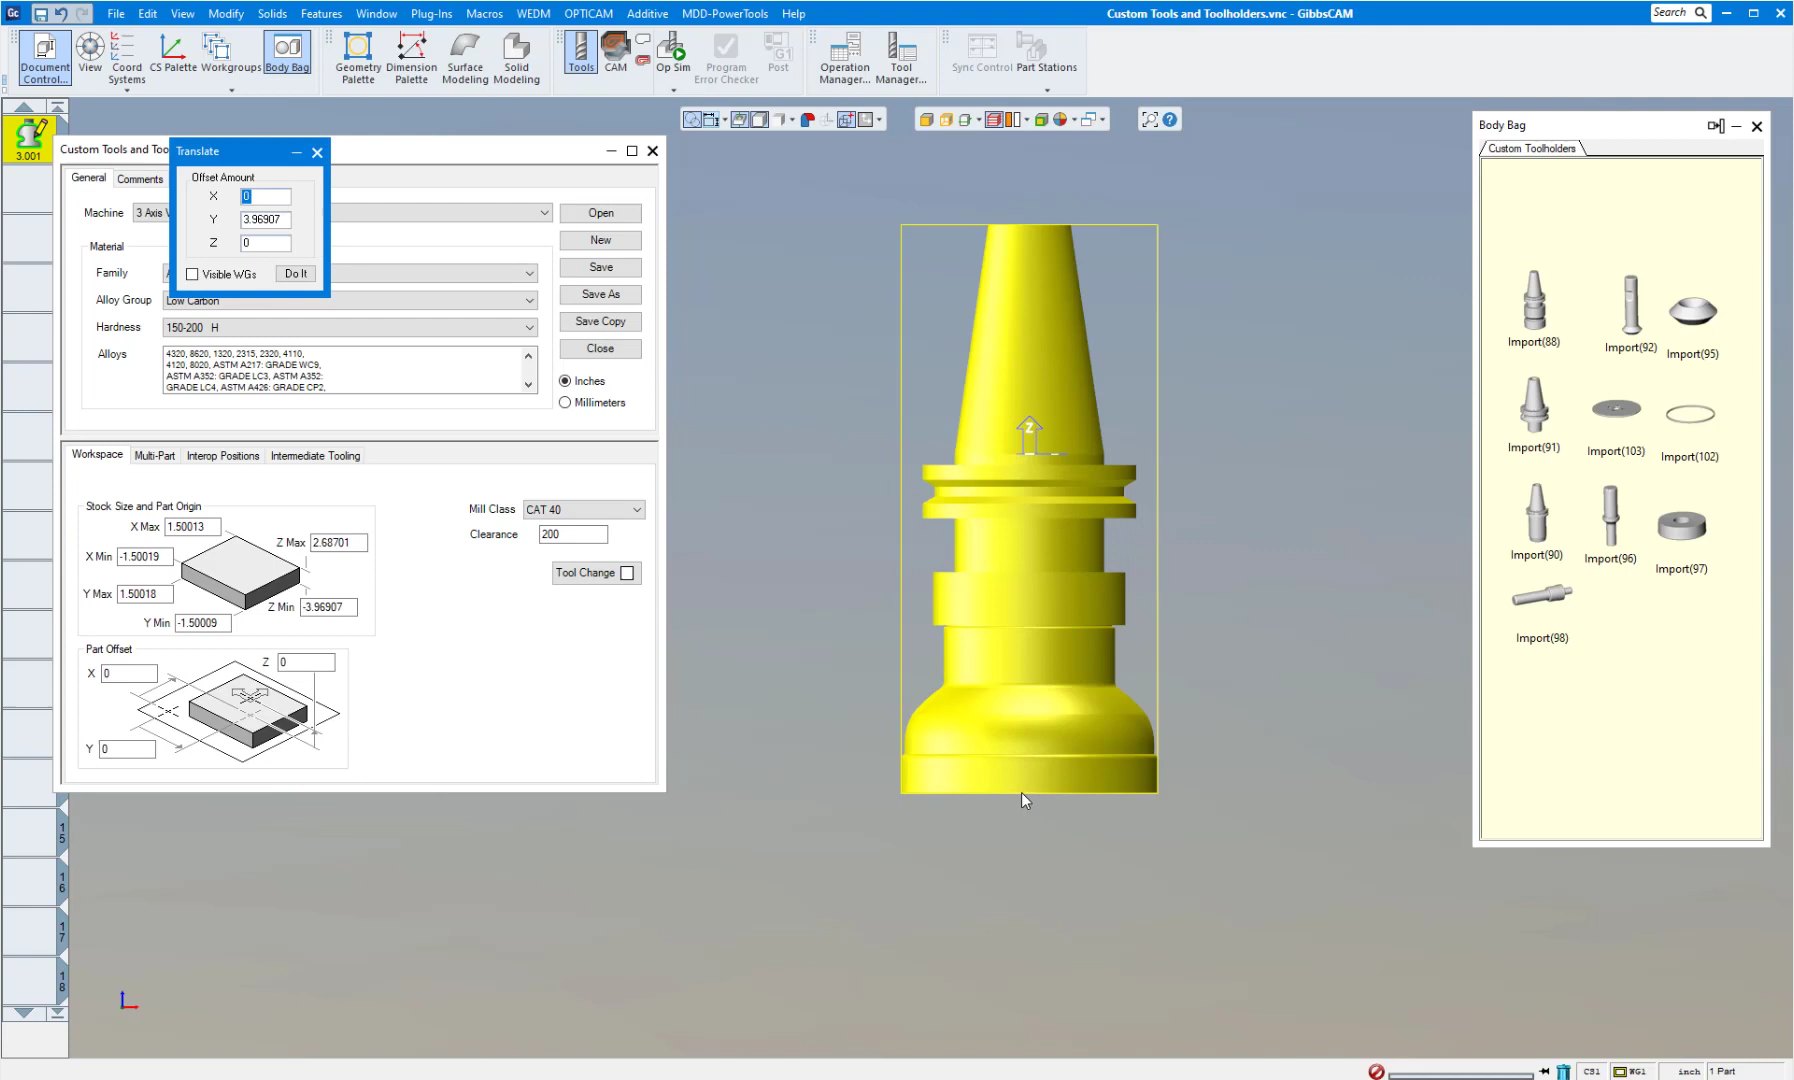 Gc File Edit View Modify Solids Features Window Plug-Ins Macros WEDM OPTICAM Additive MDD-PowerTools Help Custom Tools and Toolholders.vnc - GibbsCAM Search
Document Control... View Coord Systems CS Palette Workgroups Body Bag Geometry Palette Dimension Palette Surface Modeling Solid Modeling Tools CAM Op Sim Program Error Checker Post Operation Manager... Tool Manager... Sync Control Part Stations
3.001
Custom Tools and Too
General Comments
Machine 3 Axis V
Material
Family
Alloy Group Low Carbon
Hardness 150-200 H
Alloys 4320, 8620, 1320, 2315, 2320, 4110,
4120, 8020, ASTM A217: GRADE WC9,
ASTM A352: GRADE LC3, ASTM A352:
GRADE LC4, ASTM A426: GRADE CP2,
Open
New
Save
Save As
Save Copy
Close
Inches
Millimeters
Translate
Offset Amount
X 0
Y 3.96907
Z 0
Visible WGs Do It
Workspace Multi-Part Interop Positions Intermediate Tooling
Stock Size and Part Origin
X Max 1.50013
Z Max 2.68701
X Min -1.50019
Y Max 1.50018
Z Min -3.96907
Y Min -1.50009
Mill Class CAT 40
Clearance 200
Tool Change
Part Offset
Z 0
X 0
Y 0
15
16
17
18
Z
Body Bag
Custom Toolholders
Import(88) Import(92) Import(95)
Import(91) Import(103) Import(102)
Import(90) Import(96) Import(97)
Import(98)
CS1 WG1 inch 1 Part